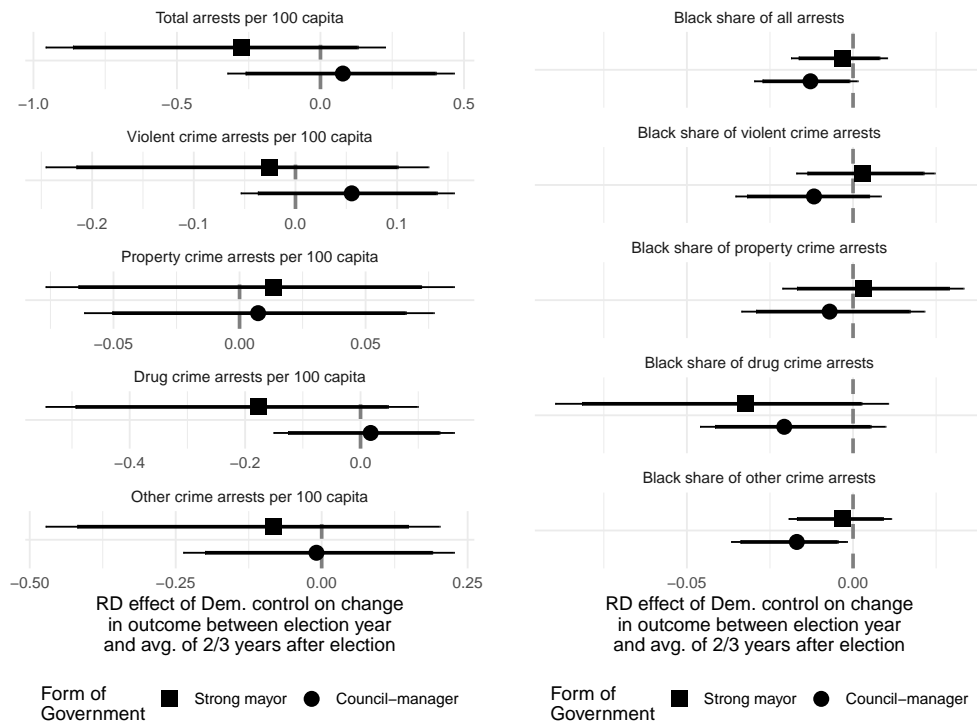 Total arrests per 100 capita
−1.0 −0.5 0.0 0.5
Violent crime arrests per 100 capita
−0.2 −0.1 0.0 0.1
Property crime arrests per 100 capita
−0.05 0.00 0.05
Drug crime arrests per 100 capita
−0.4 −0.2 0.0
Other crime arrests per 100 capita
−0.50 −0.25 0.00 0.25
RD effect of Dem. control on change
in outcome between election year
and avg. of 2/3 years after election
Form of
Government
Strong mayor
Council−manager
Black share of all arrests
Black share of violent crime arrests
Black share of property crime arrests
Black share of drug crime arrests
Black share of other crime arrests
−0.05 0.00
RD effect of Dem. control on change
in outcome between election year
and avg. of 2/3 years after election
Form of
Government
Strong mayor
Council−manager